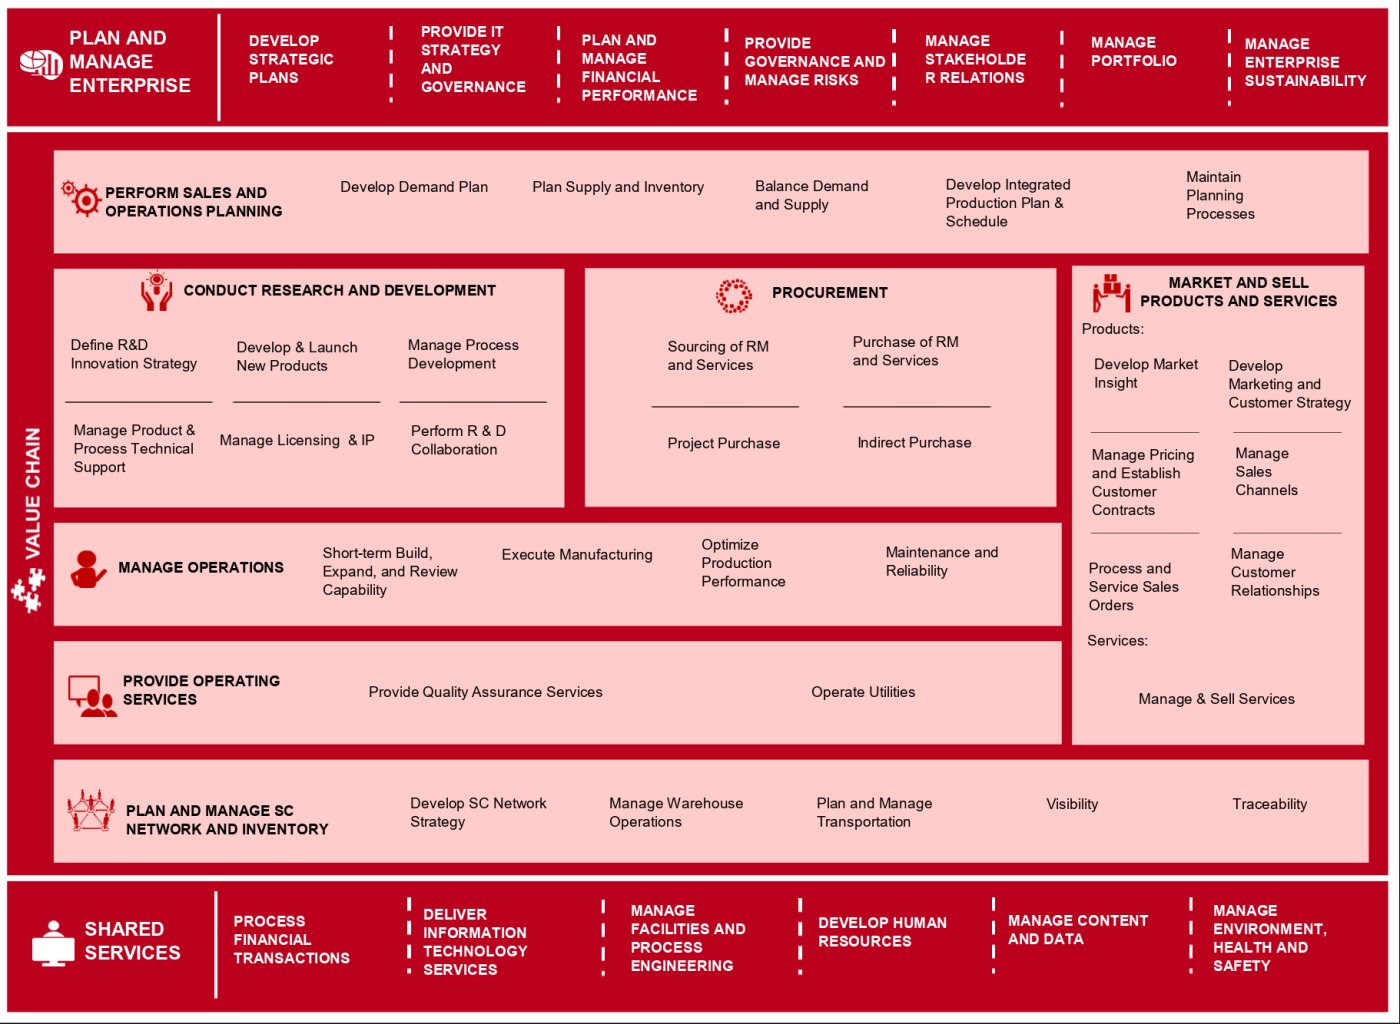 PLAN AND
MANAGE
ENTERPRISE
DEVELOP
STRATEGIC
PLANS
PROVIDE IT
STRATEGY
AND
GOVERNANCE
PLAN AND
MANAGE
FINANCIAL
PERFORMANCE
PROVIDE
GOVERNANCE AND
MANAGE RISKS
MANAGE
STAKEHOLDE
R RELATIONS
MANAGE
PORTFOLIO
MANAGE
ENTERPRISE
SUSTAINABILITY
VALUE CHAIN
PERFORM SALES AND
OPERATIONS PLANNING
Develop Demand Plan
Plan Supply and Inventory
Balance Demand
and Supply
Develop Integrated
Production Plan &
Schedule
Maintain
Planning
Processes
CONDUCT RESEARCH AND DEVELOPMENT
Define R&D
Innovation Strategy
Develop & Launch
New Products
Manage Process
Development
Manage Product &
Process Technical
Support
Manage Licensing  & IP
Perform R & D
Collaboration
PROCUREMENT
Sourcing of RM
and Services
Purchase of RM
and Services
Project Purchase
Indirect Purchase
MARKET AND SELL
PRODUCTS AND SERVICES
Products:
Develop Market
Insight
Develop
Marketing and
Customer Strategy
Manage Pricing
and Establish
Customer
Contracts
Manage
Sales
Channels
Process and
Service Sales
Orders
Manage
Customer
Relationships
Services:
Manage & Sell Services
MANAGE OPERATIONS
Short-term Build,
Expand, and Review
Capability
Execute Manufacturing
Optimize
Production
Performance
Maintenance and
Reliability
PROVIDE OPERATING
SERVICES
Provide Quality Assurance Services
Operate Utilities
PLAN AND MANAGE SC
NETWORK AND INVENTORY
Develop SC Network
Strategy
Manage Warehouse
Operations
Plan and Manage
Transportation
Visibility
Traceability
SHARED
SERVICES
PROCESS
FINANCIAL
TRANSACTIONS
DELIVER
INFORMATION
TECHNOLOGY
SERVICES
MANAGE
FACILITIES AND
PROCESS
ENGINEERING
DEVELOP HUMAN
RESOURCES
MANAGE CONTENT
AND DATA
MANAGE
ENVIRONMENT,
HEALTH AND
SAFETY